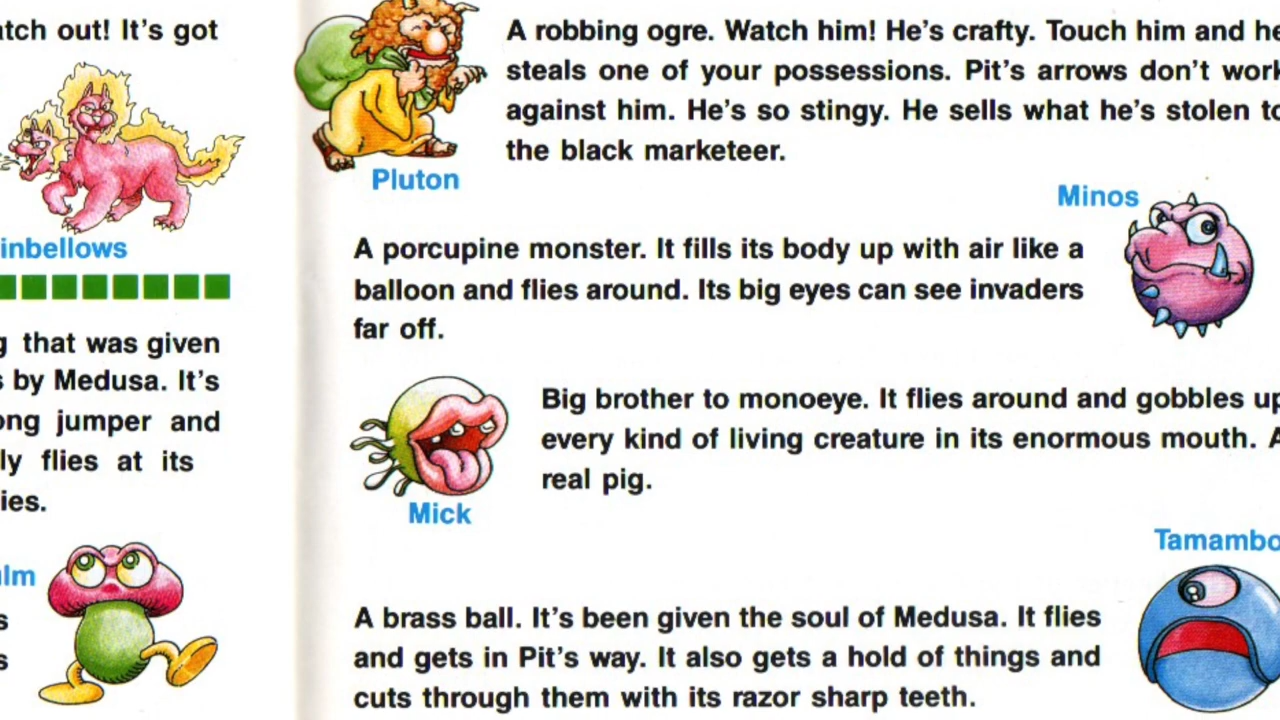 atch out! It's got
inbellows
that was given
by Medusa. It's
jumper and
flies at its
A robbing ogre. Watch him! He's crafty. Touch him and he
steals one of your possessions. Pit's arrows don't work
against him. He's so stingy. He sells what he's stolen to
the black marketeer.
Pluton
Minos
A porcupine monster. It fills its body up with air like a
balloon and flies around. Its big eyes can see invaders
far off.
Big brother to monoeye. It flies around and gobbles up
every kind of living creature in its enormous mouth. A
real pig.
Mick
Tamambo
A brass ball. It's been given the soul of Medusa. It flies
and gets in Pit's way. It also gets a hold of things and
cuts through them with its razor sharp teeth.